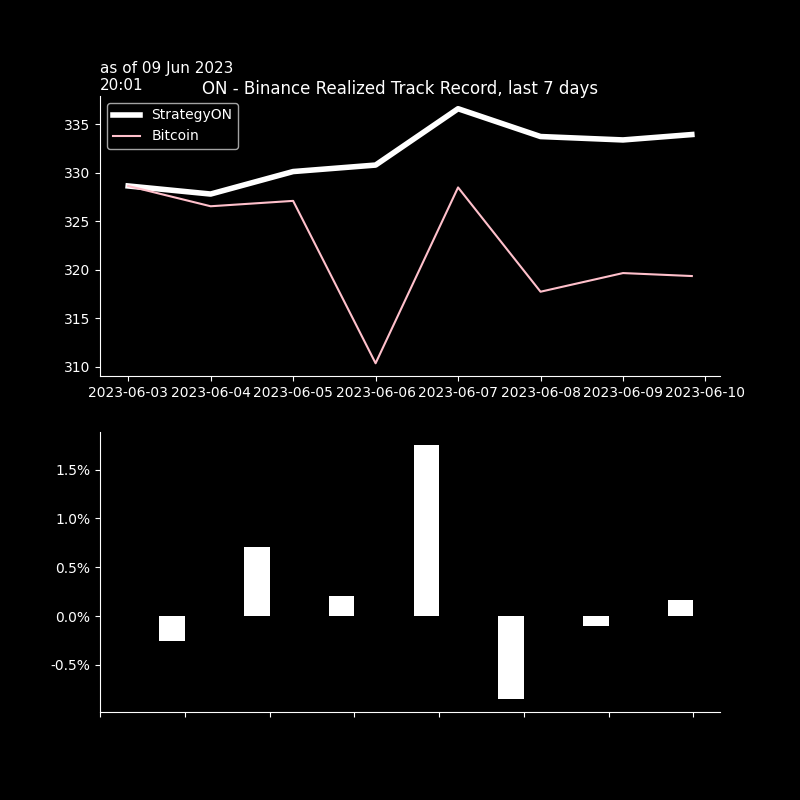 as of 09 Jun 2023
20:01
ON - Binance Realized Track Record, last 7 days
StrategyON
Bitcoin
335
330
325
320
315
310
2023-06-03 2023-06-04 2023-06-05 2023-06-06 2023-06-07 2023-06-08 2023-06-09 2023-06-10
1.5%
1.0%
0.5%
0.0%
-0.5%